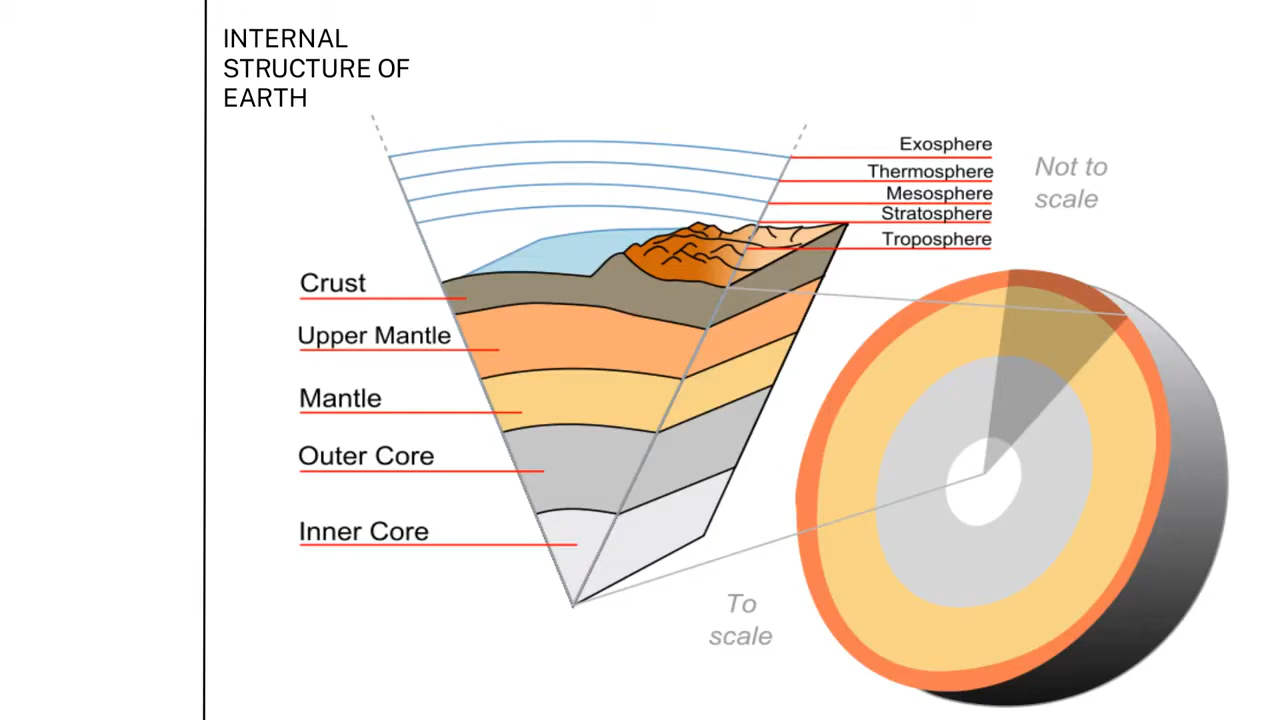 INTERNAL
STRUCTURE OF
EARTH
Exosphere
Thermosphere
Mesosphere
Stratosphere
Troposphere
Not to
scale
Crust
Upper Mantle
Mantle
Outer Core
Inner Core
To
scale